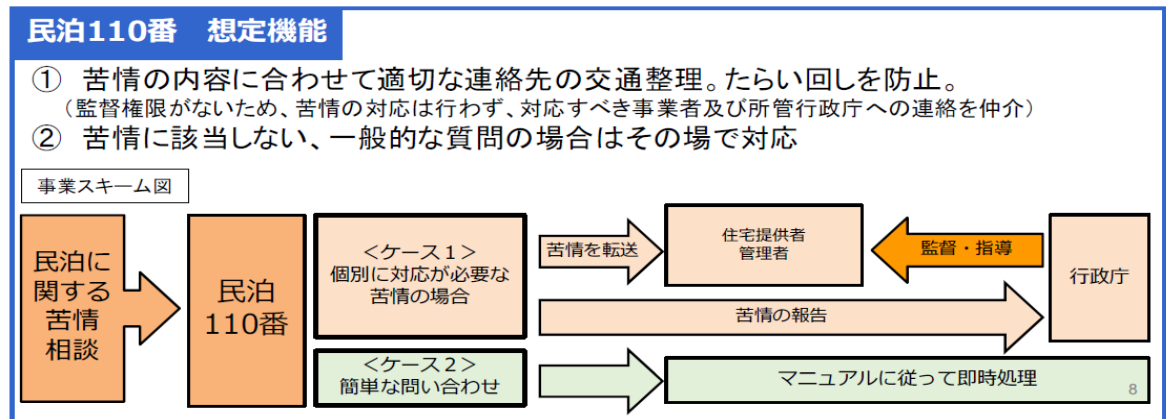 民泊110番　想定機能
① 苦情の内容に合わせて適切な連絡先の交通整理。たらい回しを防止。
（監督権限がないため、苦情の対応は行わず、対応すべき事業者及び所管行政庁への連絡を仲介）
② 苦情に該当しない、一般的な質問の場合はその場で対応
事業スキーム図
民泊に
関する
苦情
相談
民泊
110番
＜ケース１＞
個別に対応が必要な
苦情の場合
苦情を転送
住宅提供者
管理者
監督・指導
行政庁
苦情の報告
＜ケース２＞
簡単な問い合わせ
マニュアルに従って即時処理
8